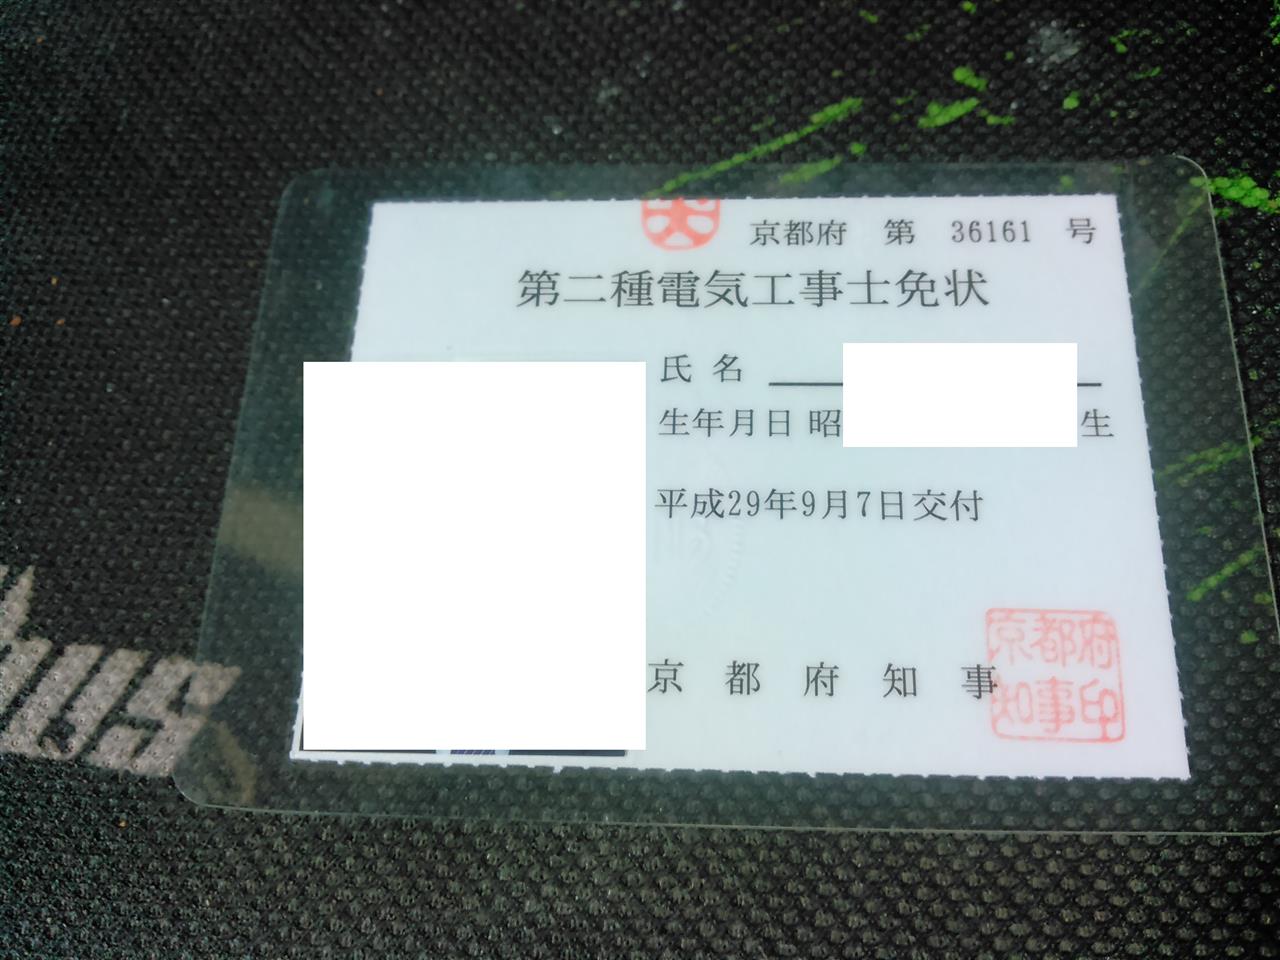 京都府 第 36161 号
第二種電気工事士免状
氏名
生年月日 昭 生
平成29年9月7日交付
京都府知事
京都府
知事印